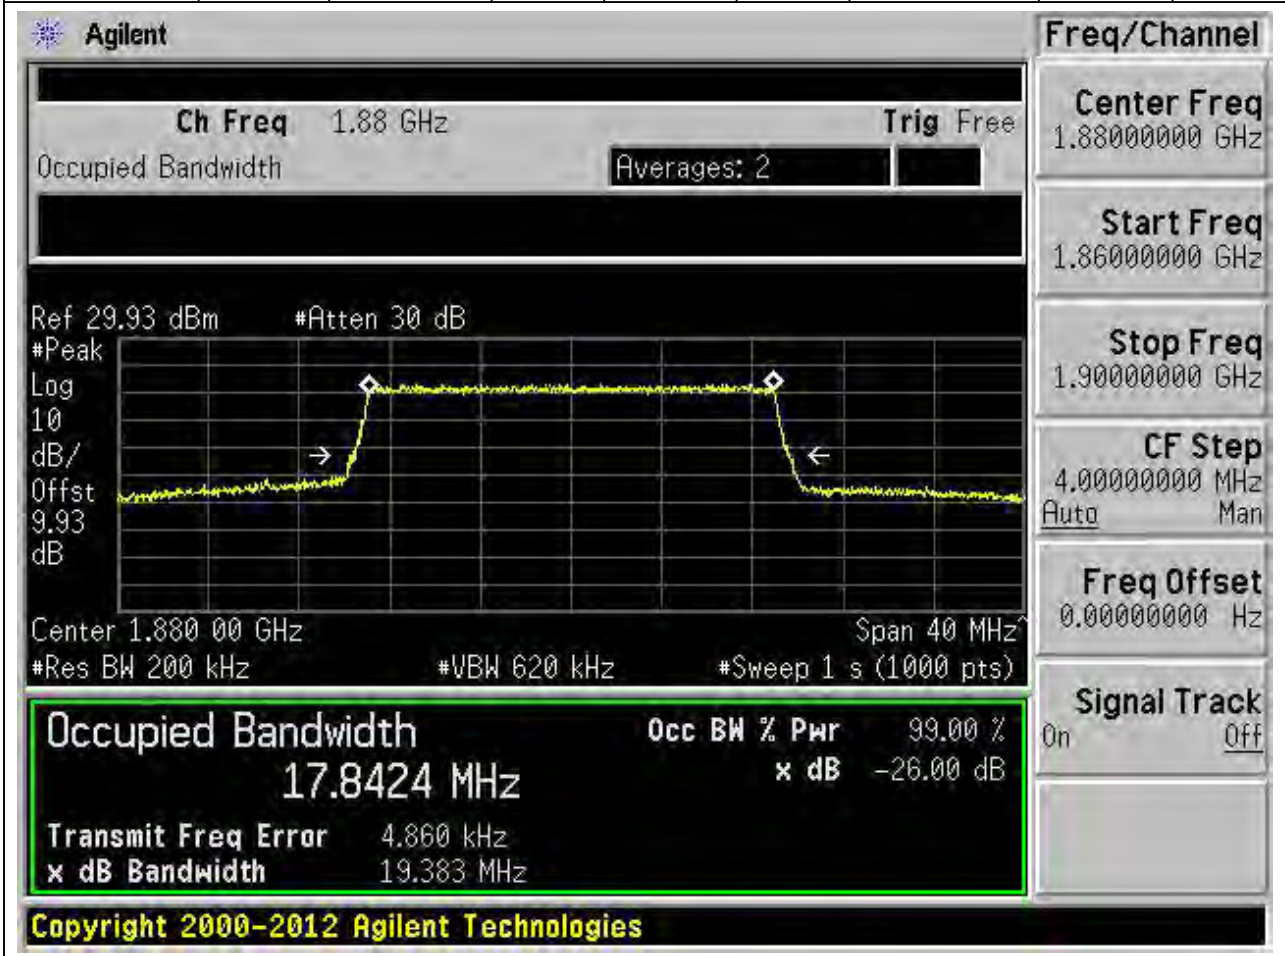 Agilent
Freq/Channel
Ch Freq 1.88 GHz Trig Free
Occupied Bandwidth Averages: 2
Center Freq
1.88000000 GHz
Start Freq
1.86000000 GHz
Stop Freq
1.90000000 GHz
CF Step
4.00000000 MHz
Auto Man
Freq Offset
0.00000000 Hz
Signal Track
On Off
Ref 29.93 dBm #Atten 30 dB
#Peak
Log
10
dB/
Offst
9.93
dB
Center 1.880 00 GHz Span 40 MHz^
#Res BW 200 kHz #VBW 620 kHz #Sweep 1 s (1000 pts)
Occupied Bandwidth Occ BW % Pwr 99.00 %
17.8424 MHz x dB -26.00 dB
Transmit Freq Error 4.860 kHz
x dB Bandwidth 19.383 MHz
Copyright 2000-2012 Agilent Technologies